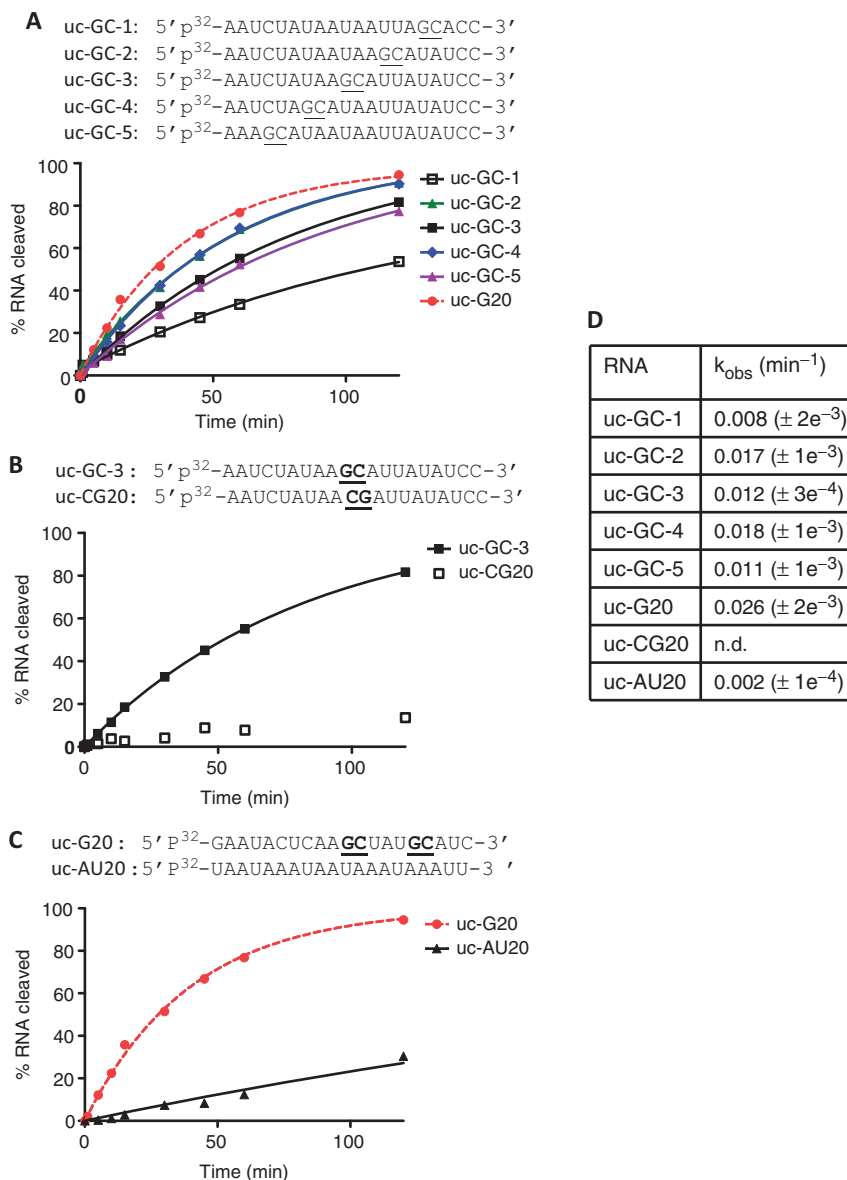 A
uc-GC-1: 5′p³²-AAUCUAUAAUAAUUAGCACC-3′
uc-GC-2: 5′p³²-AAUCUAUAAUAAGCAUAUCC-3′
uc-GC-3: 5′p³²-AAUCUAUAAGCAUUAUAUCC-3′
uc-GC-4: 5′p³²-AAUCUAGCAUAAUUAUAUCC-3′
uc-GC-5: 5′p³²-AAAGCAUAAUAAUUAUAUCC-3′
% RNA cleaved
100
80
60
40
20
0
0 50 100
Time (min)
uc-GC-1
uc-GC-2
uc-GC-3
uc-GC-4
uc-GC-5
uc-G20
B
uc-GC-3 : 5′p³²-AAUCUAUAAGCAUUAUAUCC-3′
uc-CG20: 5′p³²-AAUCUAUAACGAUUAUAUCC-3′
% RNA cleaved
100
80
60
40
20
0
0 50 100
Time (min)
uc-GC-3
uc-CG20
C
uc-G20 : 5′P³²-GAAUACUCAAGCUAUGCAUC-3′
uc-AU20 : 5′P³²-UAAUAAAUAAUAAAUAAAUU-3 ′
% RNA cleaved
100
80
60
40
20
0
0 50 100
Time (min)
uc-G20
uc-AU20
D
RNA k_obs (min⁻¹)
uc-GC-1 0.008 (± 2e⁻³)
uc-GC-2 0.017 (± 1e⁻³)
uc-GC-3 0.012 (± 3e⁻⁴)
uc-GC-4 0.018 (± 1e⁻³)
uc-GC-5 0.011 (± 1e⁻³)
uc-G20 0.026 (± 2e⁻³)
uc-CG20 n.d.
uc-AU20 0.002 (± 1e⁻⁴)